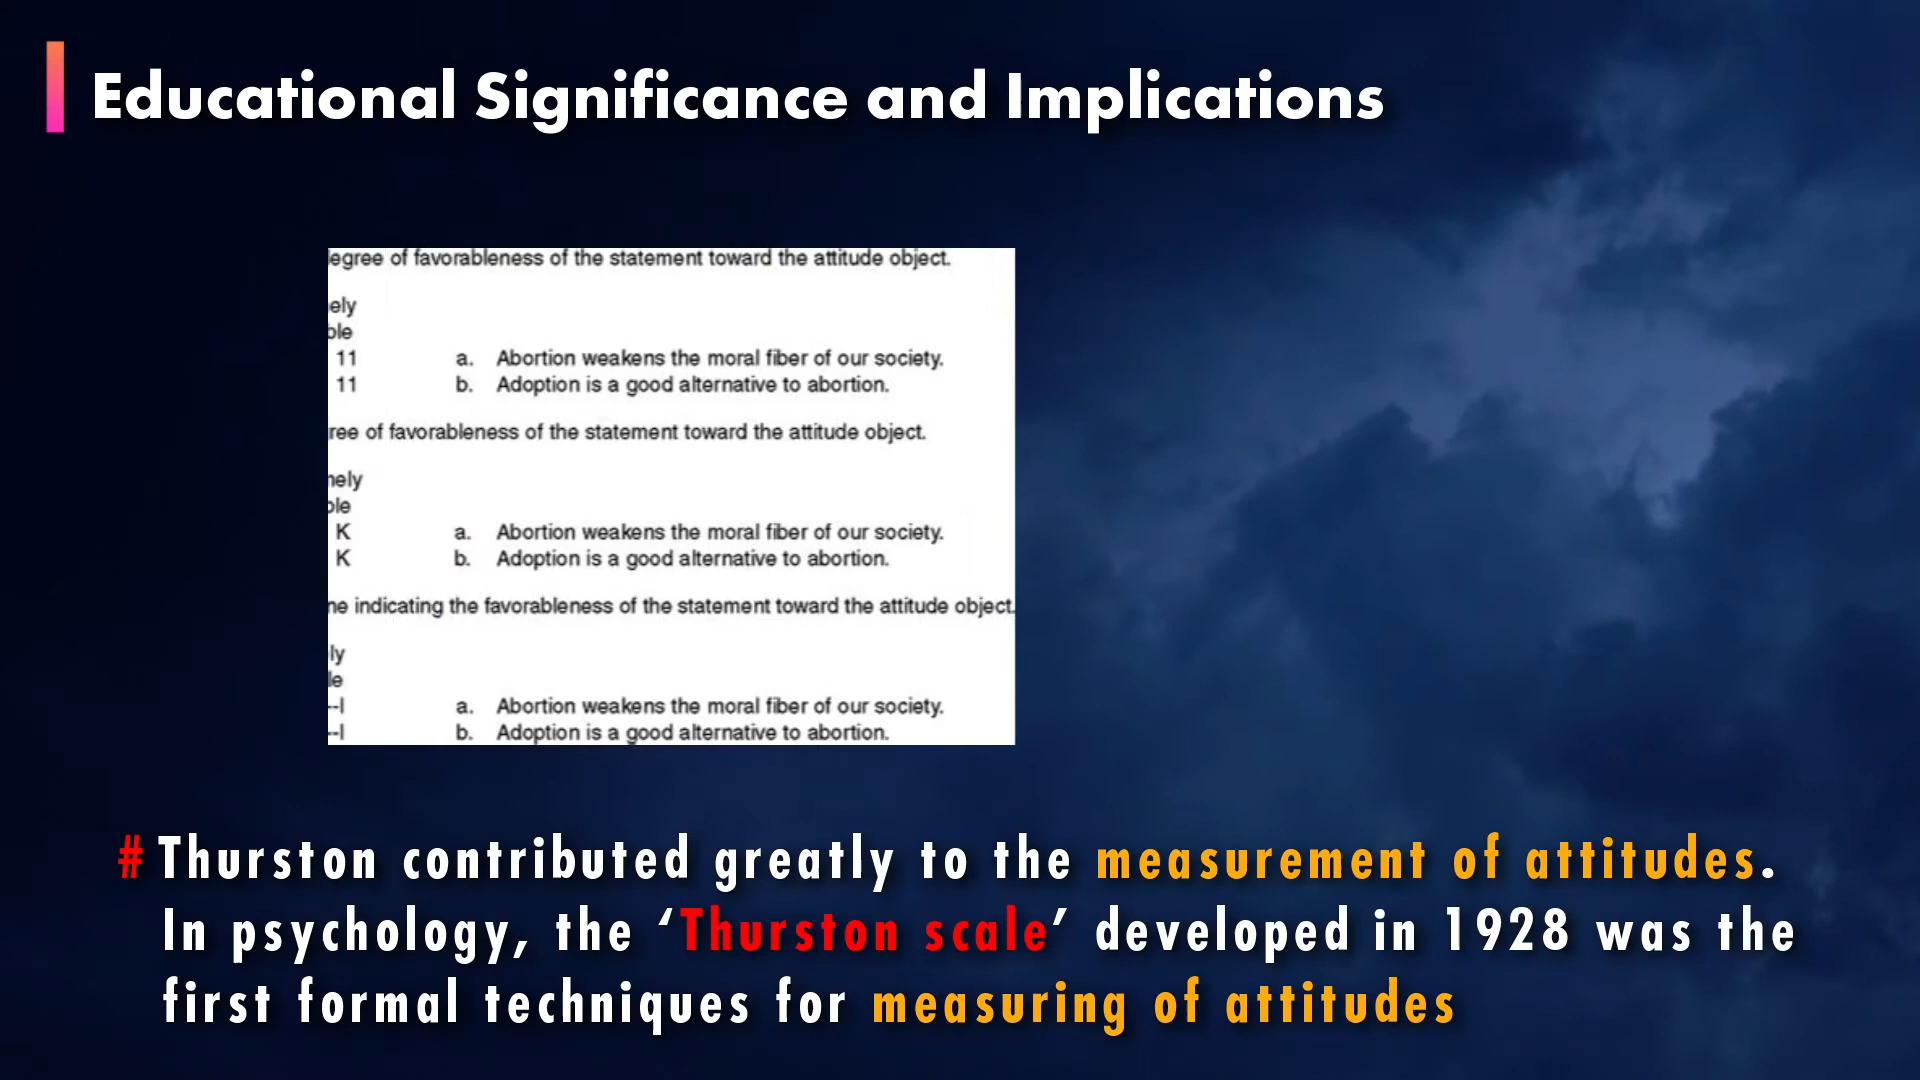 Educational Significance and Implications
egree of favorableness of the statement toward the attitude object.
ely
ble
11 a. Abortion weakens the moral fiber of our society.
11 b. Adoption is a good alternative to abortion.
ree of favorableness of the statement toward the attitude object.
nely
ble
K a. Abortion weakens the moral fiber of our society.
K b. Adoption is a good alternative to abortion.
ne indicating the favorableness of the statement toward the attitude object.
ly
le
--I a. Abortion weakens the moral fiber of our society.
--I b. Adoption is a good alternative to abortion.
# Thurston contributed greatly to the measurement of attitudes.
In psychology, the ‘Thurston scale’ developed in 1928 was the
first formal techniques for measuring of attitudes